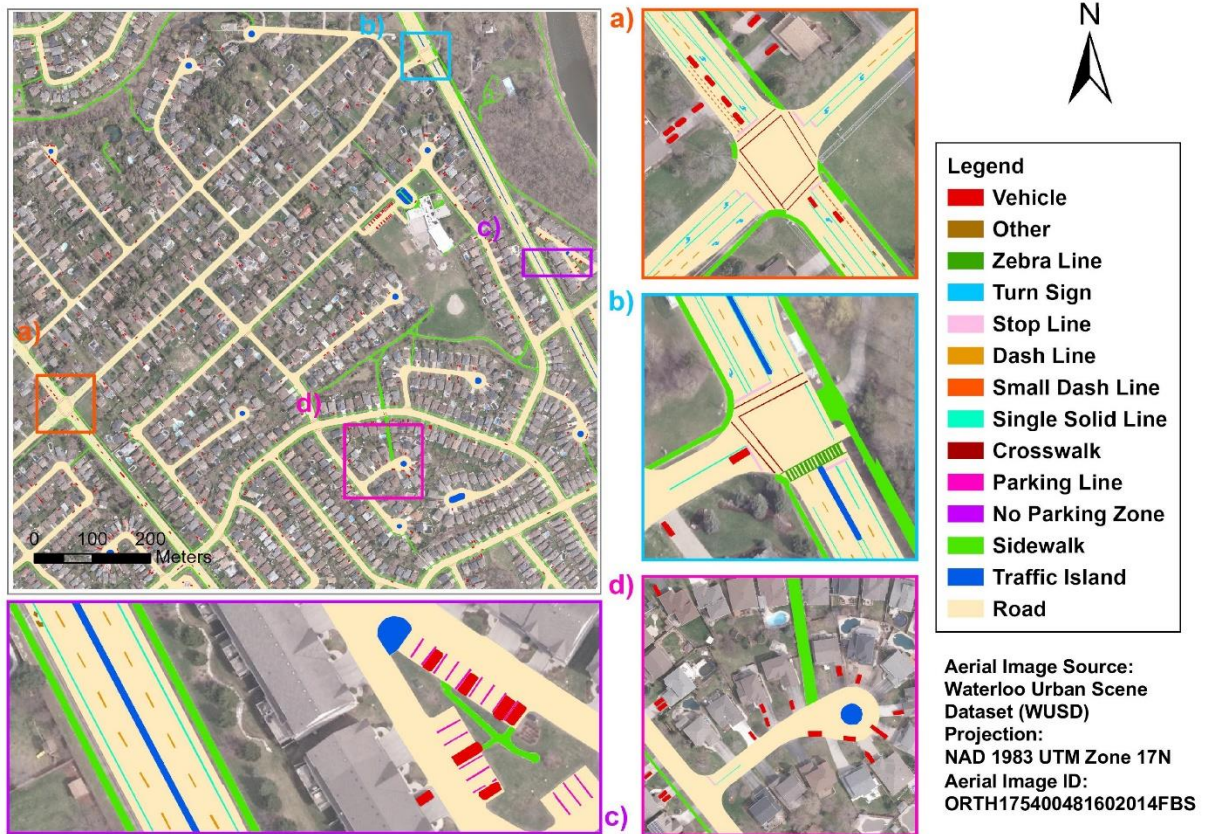 b)
c)
a)
d)
0 100 200
Meters
a)
b)
c)
d)
N
Legend
Vehicle
Other
Zebra Line
Turn Sign
Stop Line
Dash Line
Small Dash Line
Single Solid Line
Crosswalk
Parking Line
No Parking Zone
Sidewalk
Traffic Island
Road
Aerial Image Source:
Waterloo Urban Scene
Dataset (WUSD)
Projection:
NAD 1983 UTM Zone 17N
Aerial Image ID:
ORTH175400481602014FBS